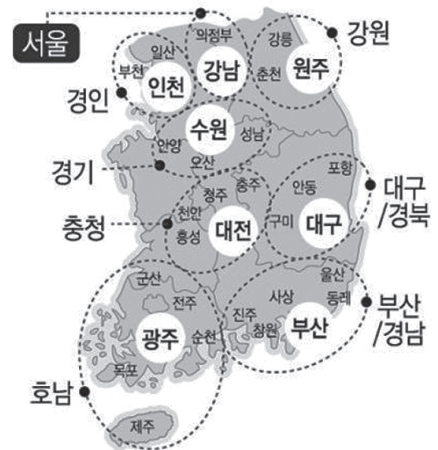 서울
의정부
강릉
강원
일산
부천
인천
강남
춘천
원주
경인
수원
안양
성남
오산
경기
포항
충주
청주
안동
대구
/경북
천안
구미
대구
충청
홍성
대전
울산
군산
사상
동래
전주
진주
부산
부산
/경남
광주
순천
창원
목포
호남
제주